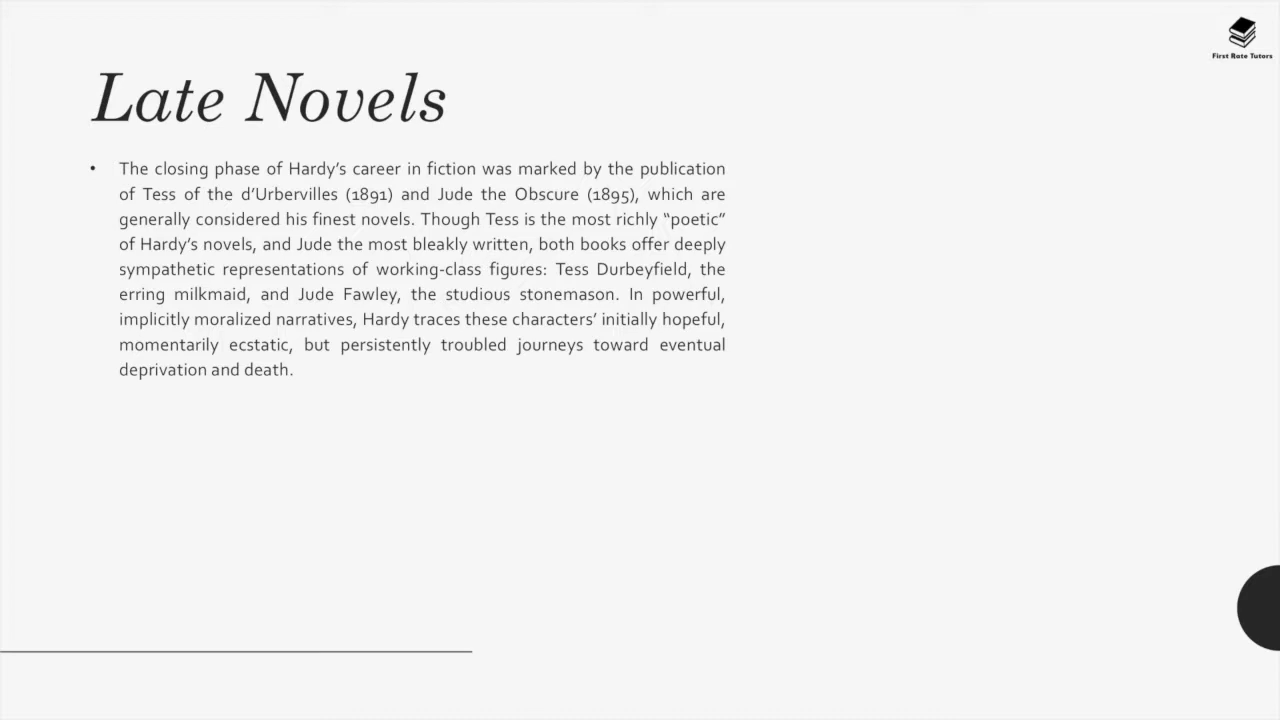 First Rate Tutors
Late Novels
• The closing phase of Hardy’s career in fiction was marked by the publication
of Tess of the d’Urbervilles (1891) and Jude the Obscure (1895), which are
generally considered his finest novels. Though Tess is the most richly “poetic”
of Hardy’s novels, and Jude the most bleakly written, both books offer deeply
sympathetic representations of working-class figures: Tess Durbeyfield, the
erring milkmaid, and Jude Fawley, the studious stonemason. In powerful,
implicitly moralized narratives, Hardy traces these characters’ initially hopeful,
momentarily ecstatic, but persistently troubled journeys toward eventual
deprivation and death.